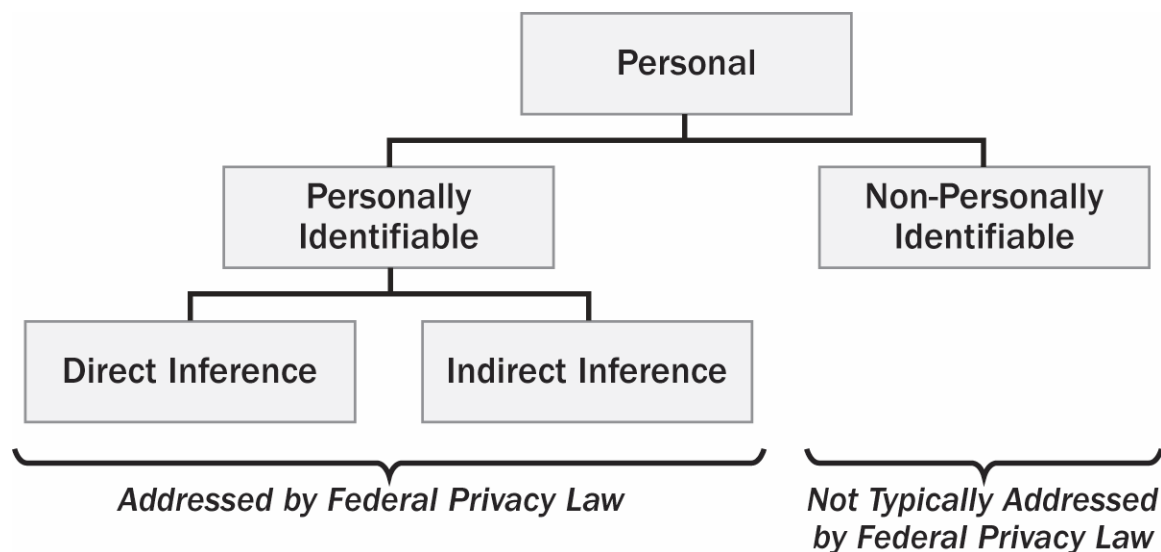 Personal
Personally
Identifiable
Non-Personally
Identifiable
Direct Inference
Indirect Inference
Addressed by Federal Privacy Law
Not Typically Addressed
by Federal Privacy Law